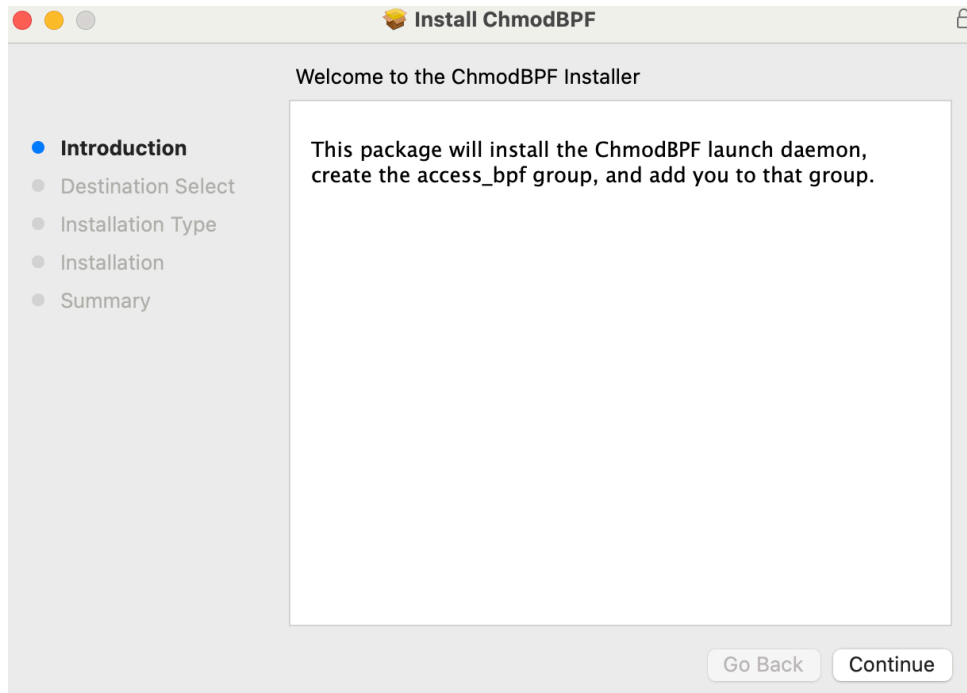 Install ChmodBPF
Welcome to the ChmodBPF Installer
Introduction
Destination Select
Installation Type
Installation
Summary
This package will install the ChmodBPF launch daemon,
create the access_bpf group, and add you to that group.
Go Back
Continue